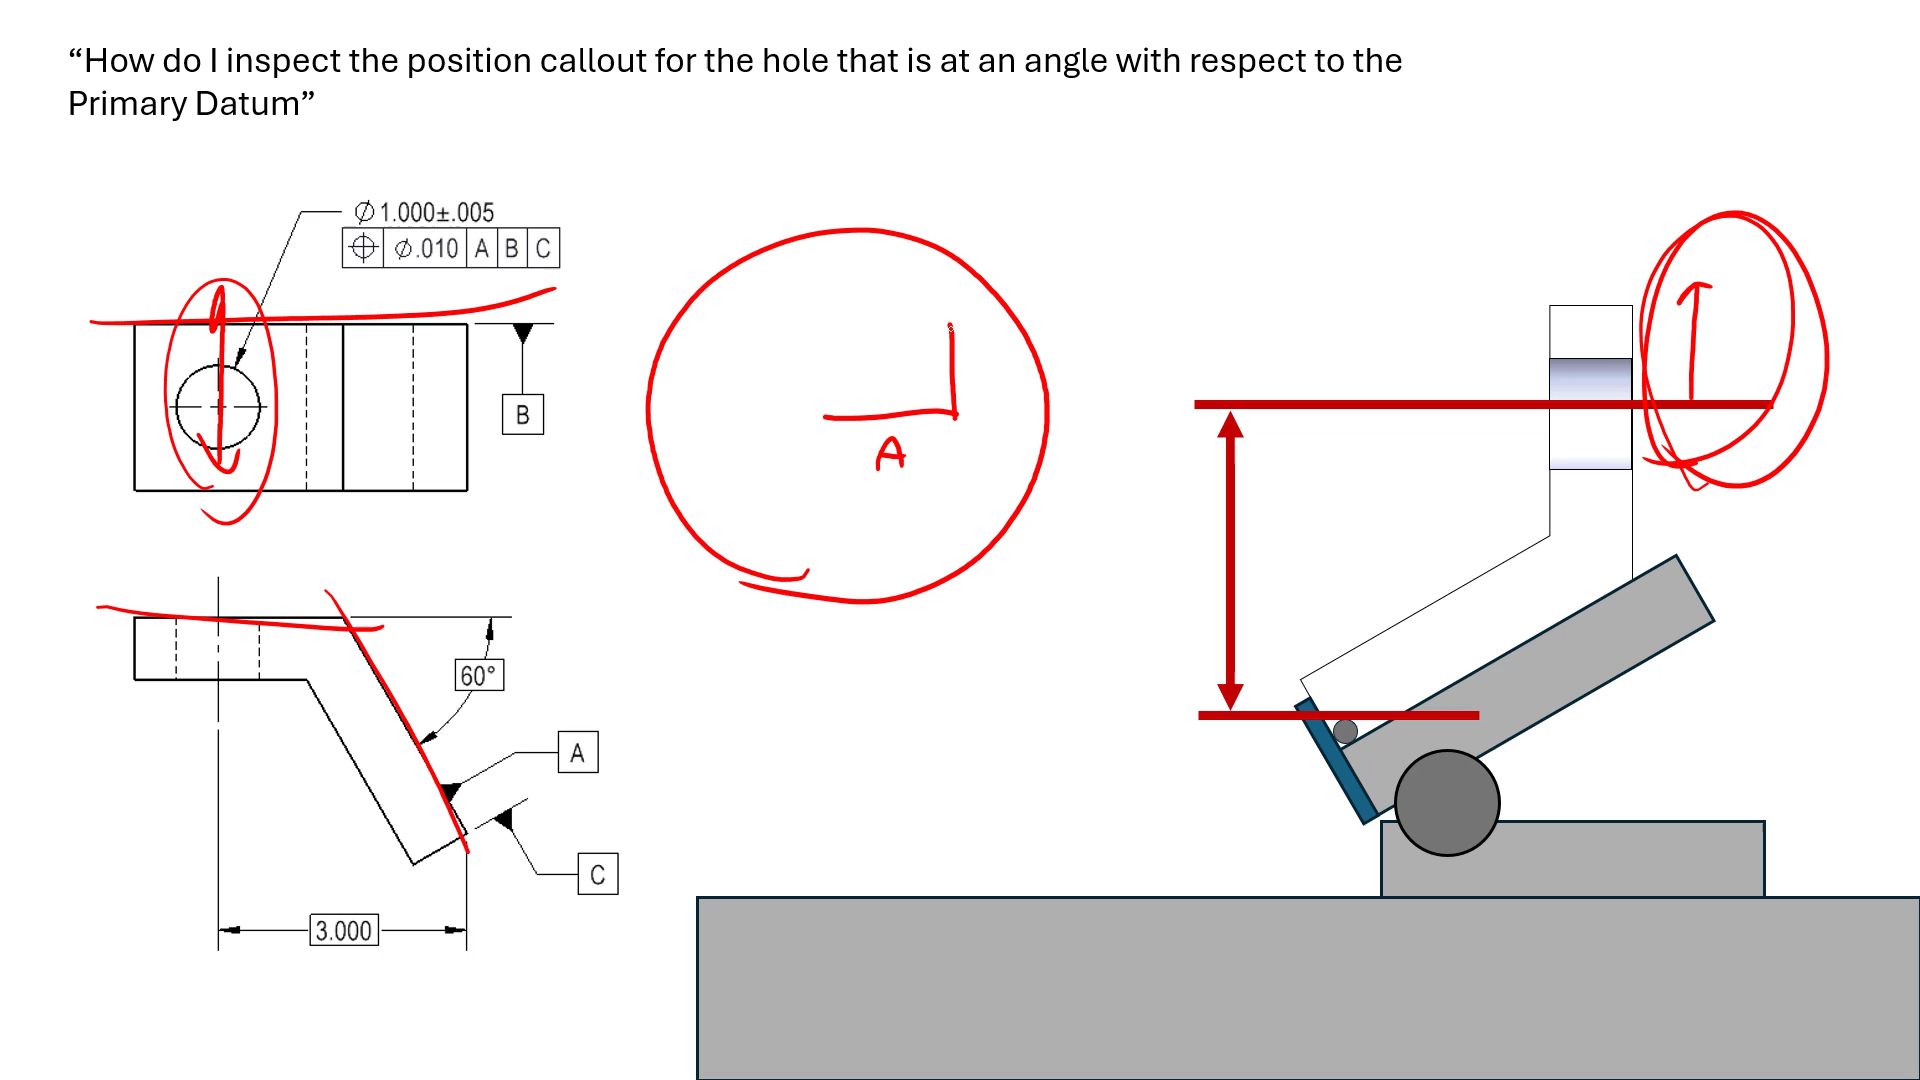 “How do I inspect the position callout for the hole that is at an angle with respect to the
Primary Datum”
⌀1.000±.005
⌖ ⌀.010 A B C
B
A
60°
A
C
3.000